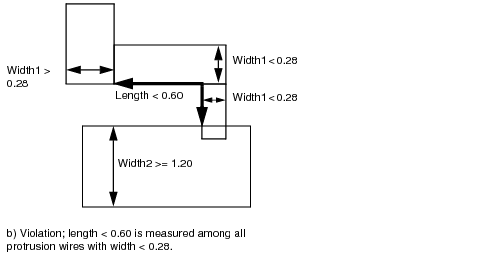 Width1 >
0.28
Width1<0.28
Length < 0.60
Width1<0.28
Width2 >= 1.20
b) Violation; length < 0.60 is measured among all
protrusion wires with width < 0.28.